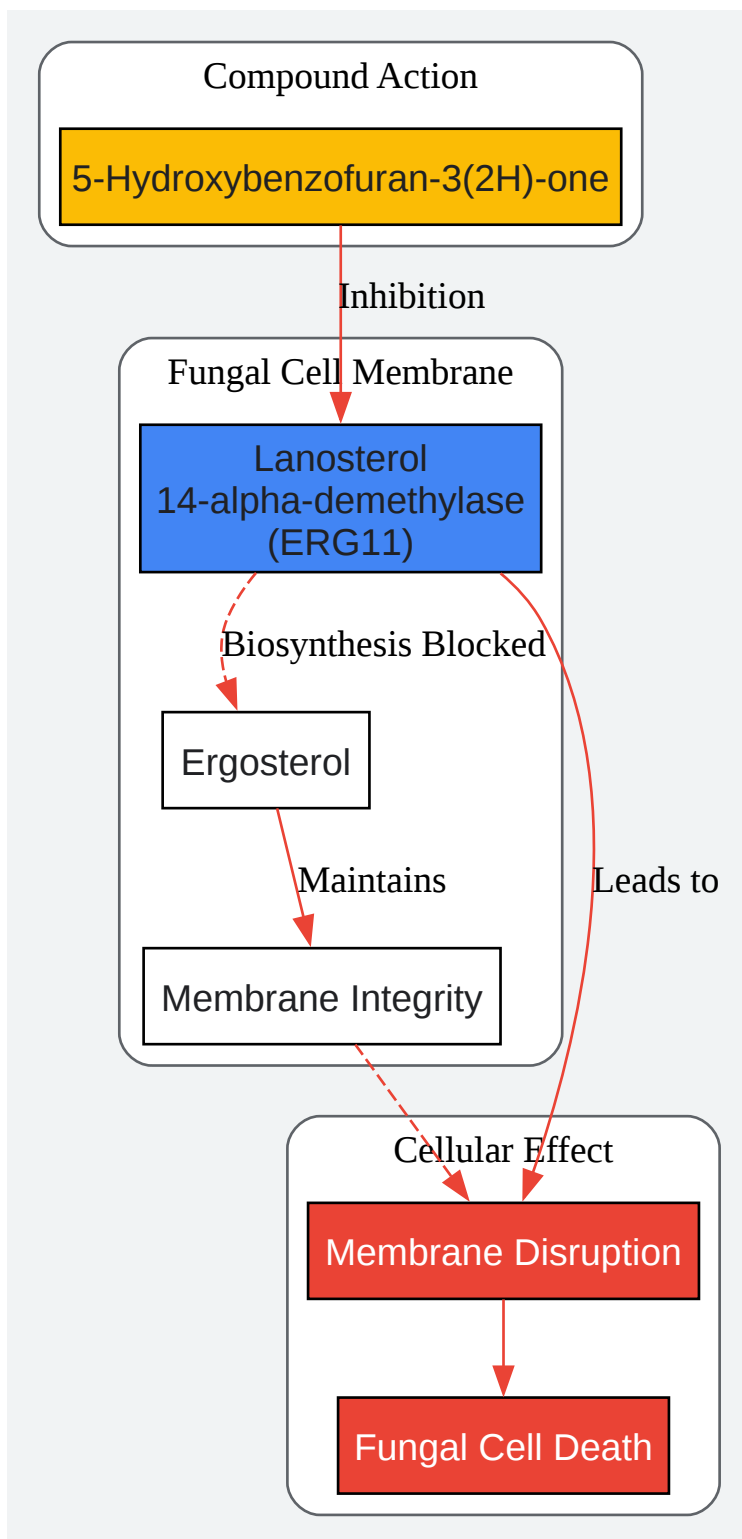 Compound Action
5-Hydroxybenzofuran-3(2H)-one
Inhibition
Fungal Cell Membrane
Lanosterol
14-alpha-demethylase
(ERG11)
Biosynthesis Blocked
Ergosterol
Maintains
Leads to
Membrane Integrity
Cellular Effect
Membrane Disruption
Fungal Cell Death